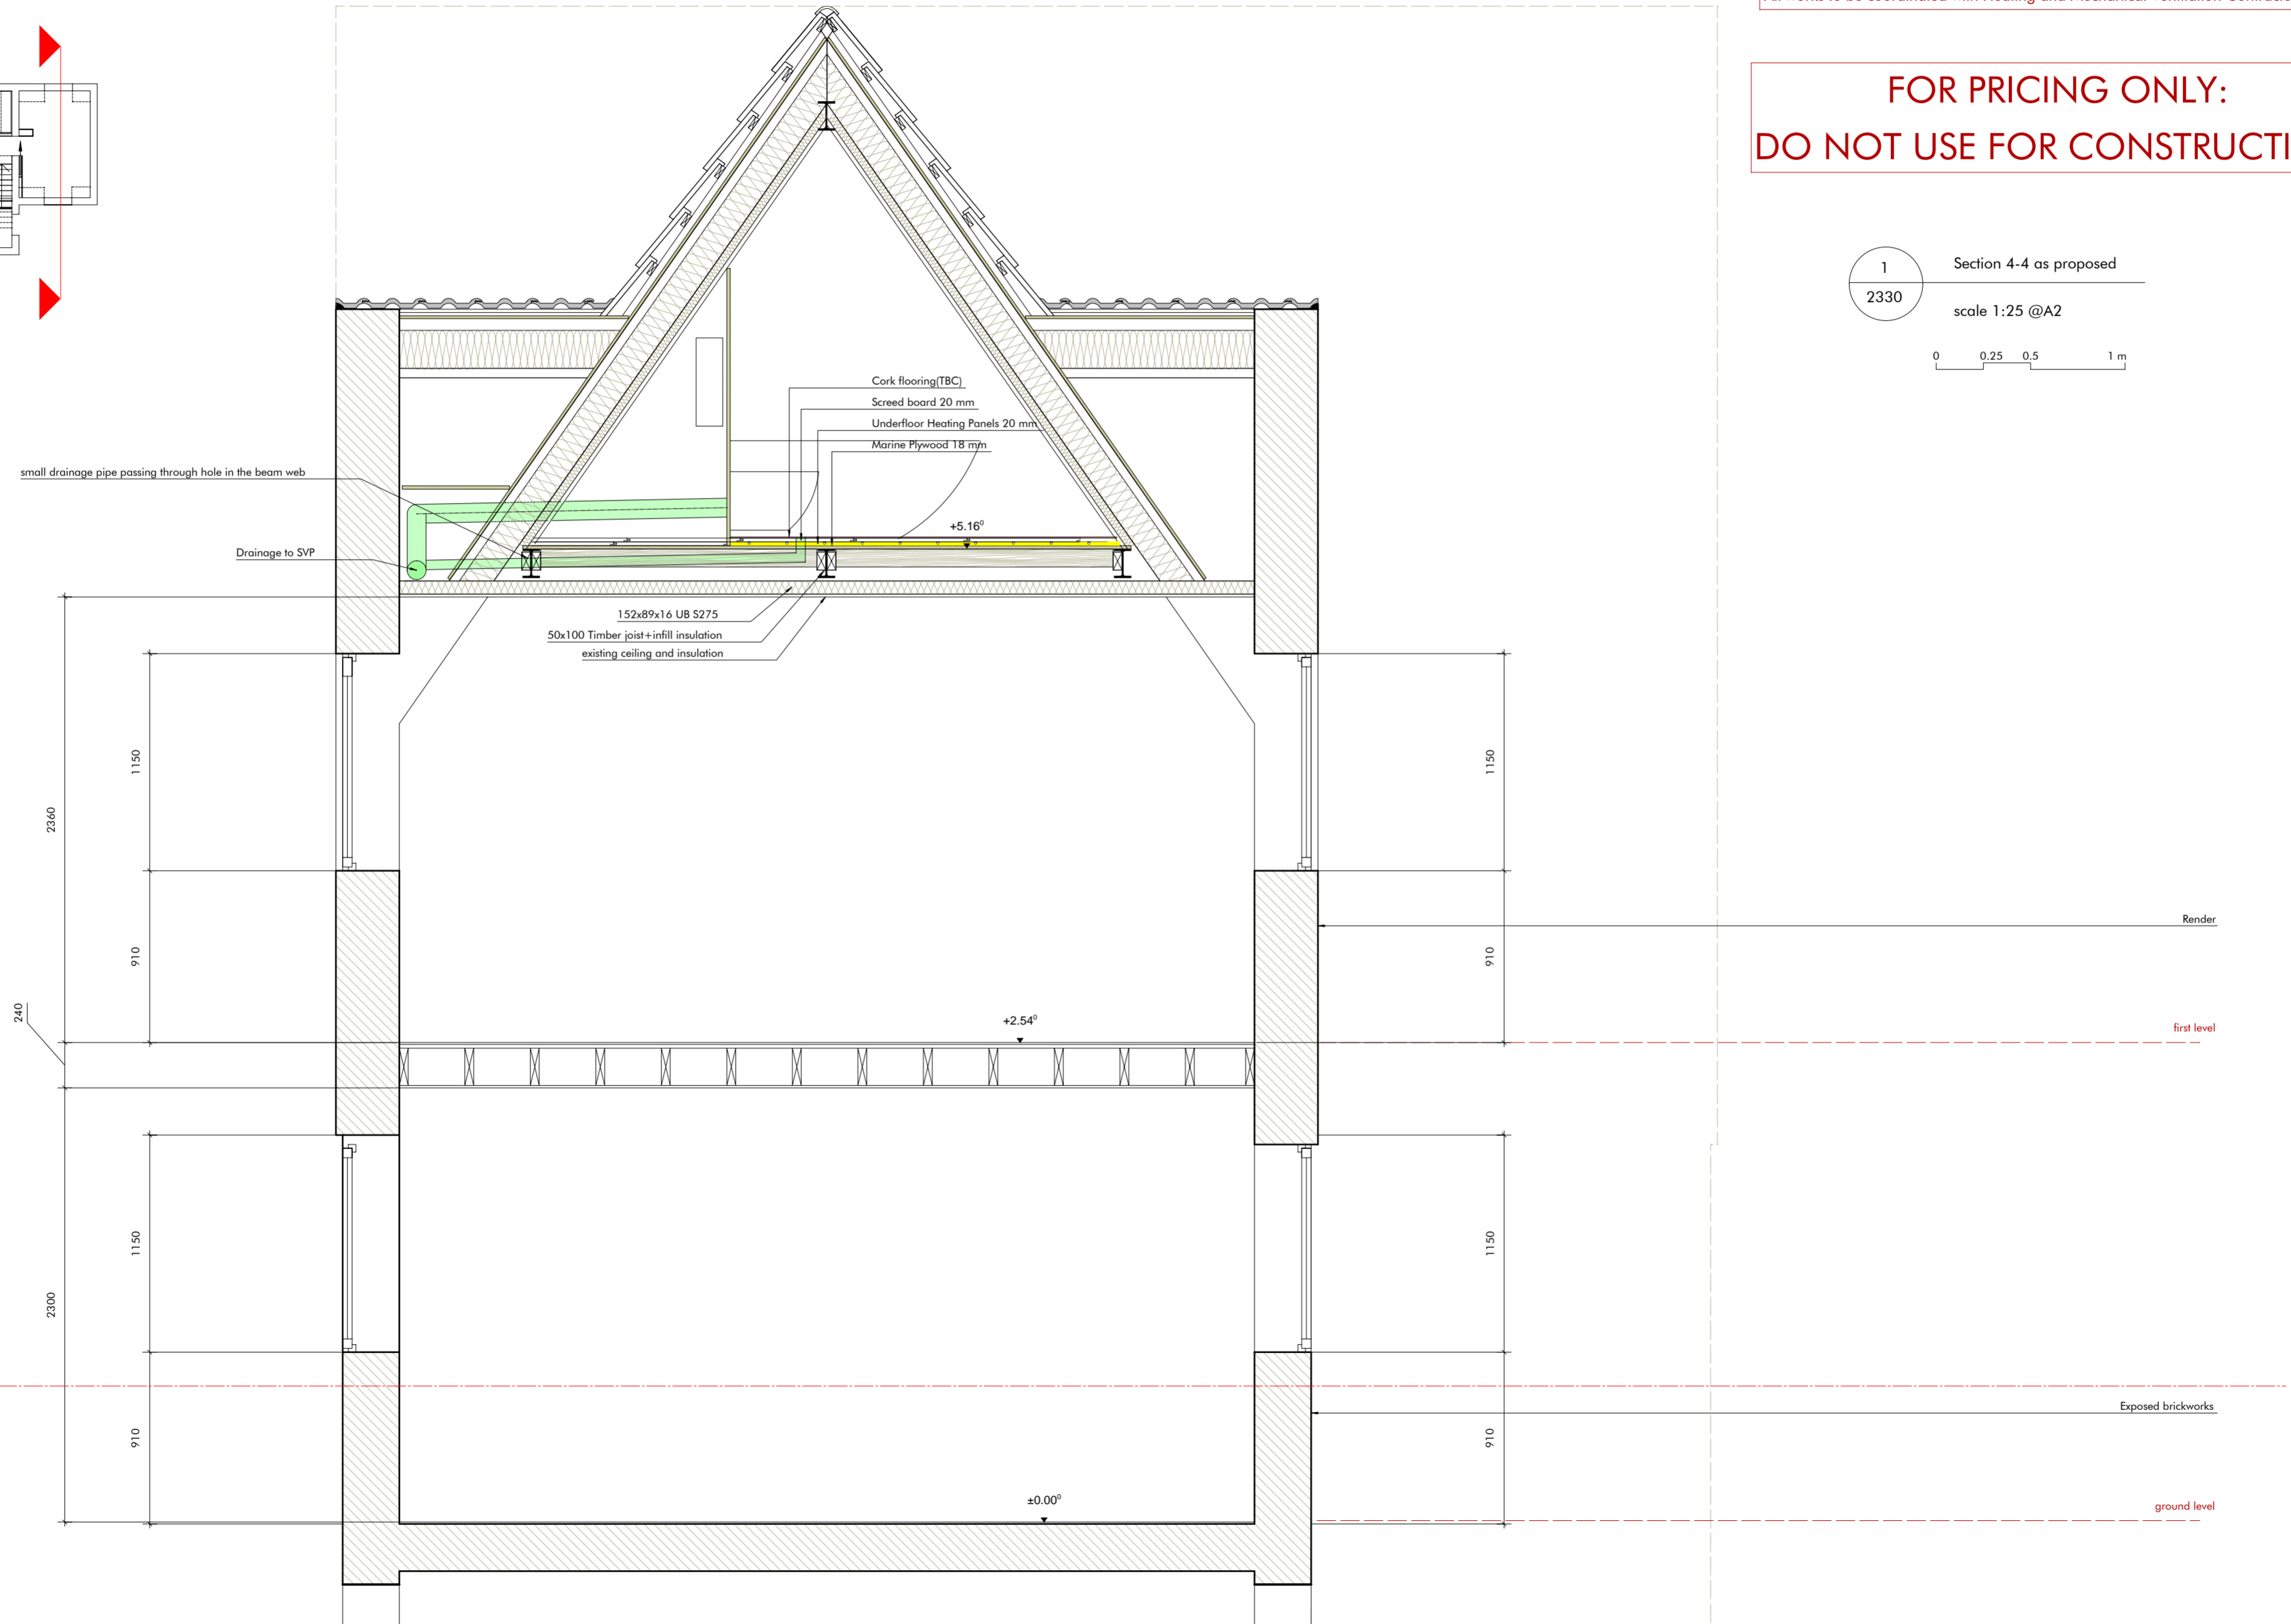 FOR PRICING ONLY:
1
2330
Section 4-4 as proposed
scale 1:25 @A2
0 0.25 0.5 1 m
Cork flooring(TBC)
Screed board 20 mm
Underfloor Heating Panels 20 mm
Marine Plywood 18 mm
small drainage pipe passing through hole in the beam web
+5.16⁰
Drainage to SVP
152x89x16 UB S275
50x100 Timber joist+infill insulation
existing ceiling and insulation
1150
1150
2360
Render
910
910
240
+2.54⁰
first level
1150
1150
2300
Exposed brickworks
910
910
±0.00⁰
ground level
DO NOT USE FOR